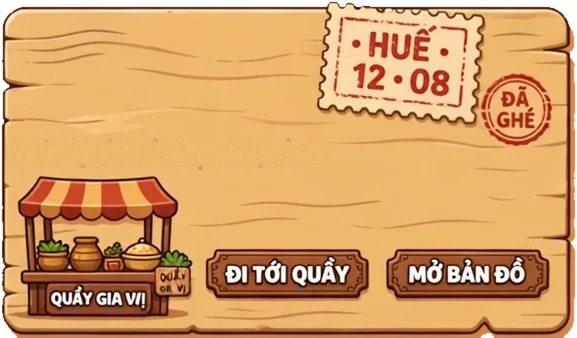 HUẾ
12 • 08
ĐÃ
GHÉ
QUẦY
GIA VỊ
QUẦY GIA VỊ
ĐI TỚI QUẦY
MỞ BẢN ĐỒ